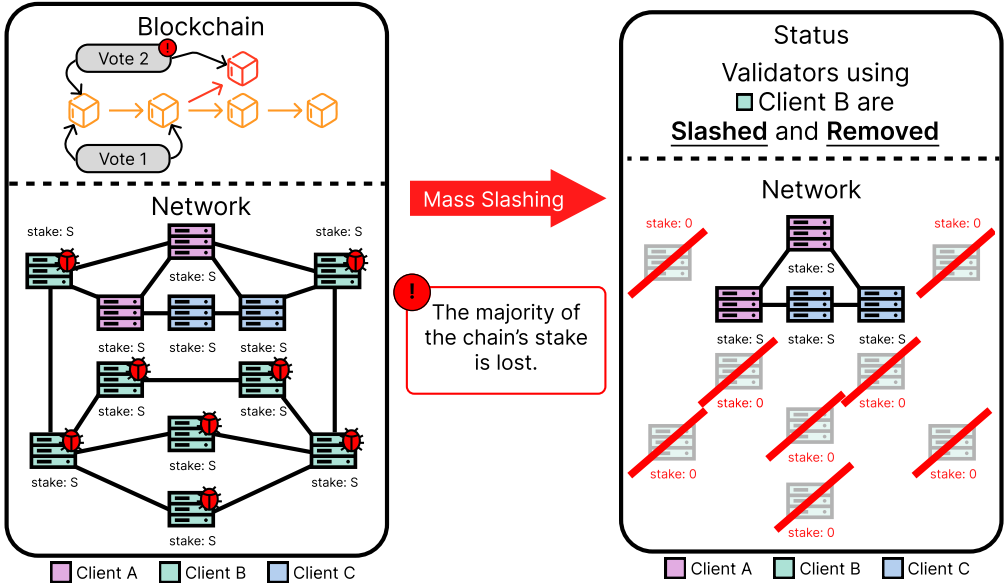 Blockchain
Vote 2
!
Vote 1
Network
stake: S
stake: S
stake: S
stake: S
stake: S
stake: S
stake: S
stake: S
stake: S
stake: S
stake: S
stake: S
Client A
Client B
Client C
Mass Slashing
!
The majority of
the chain’s stake
is lost.
Status
Validators using
Client B are
Slashed and Removed
Network
stake: 0
stake: 0
stake: S
stake: S
stake: S
stake: S
stake: 0
stake: 0
stake: 0
stake: 0
stake: 0
stake: 0
Client A
Client B
Client C